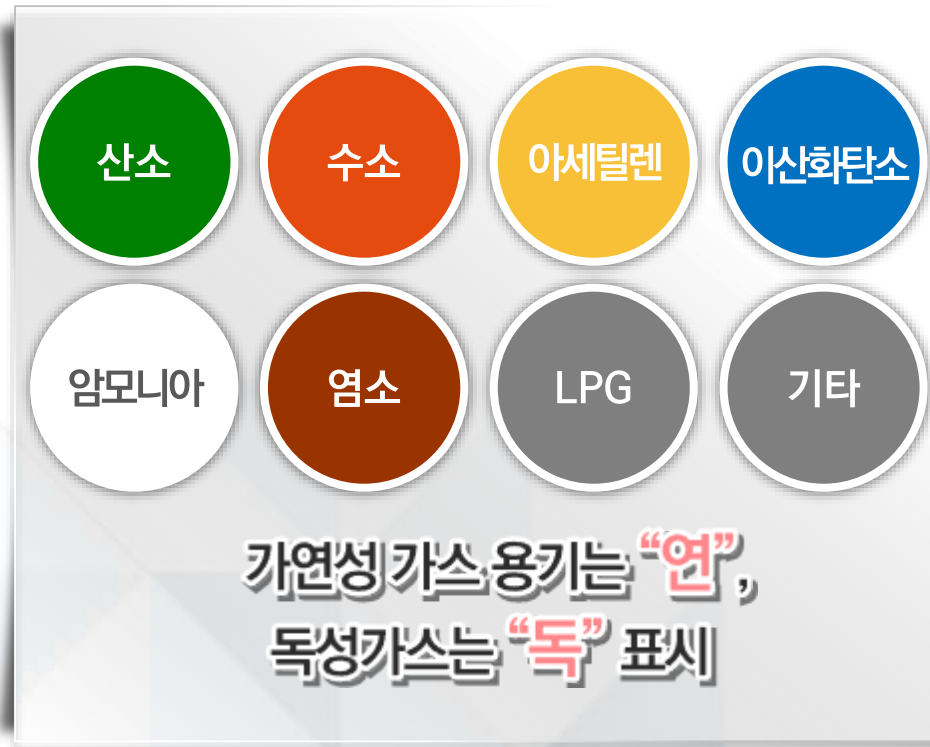 산소 수소 아세틸렌 이산화탄소
암모니아 염소 LPG 기타
가연성 가스 용기는 “연”,
독성가스는 “독” 표시